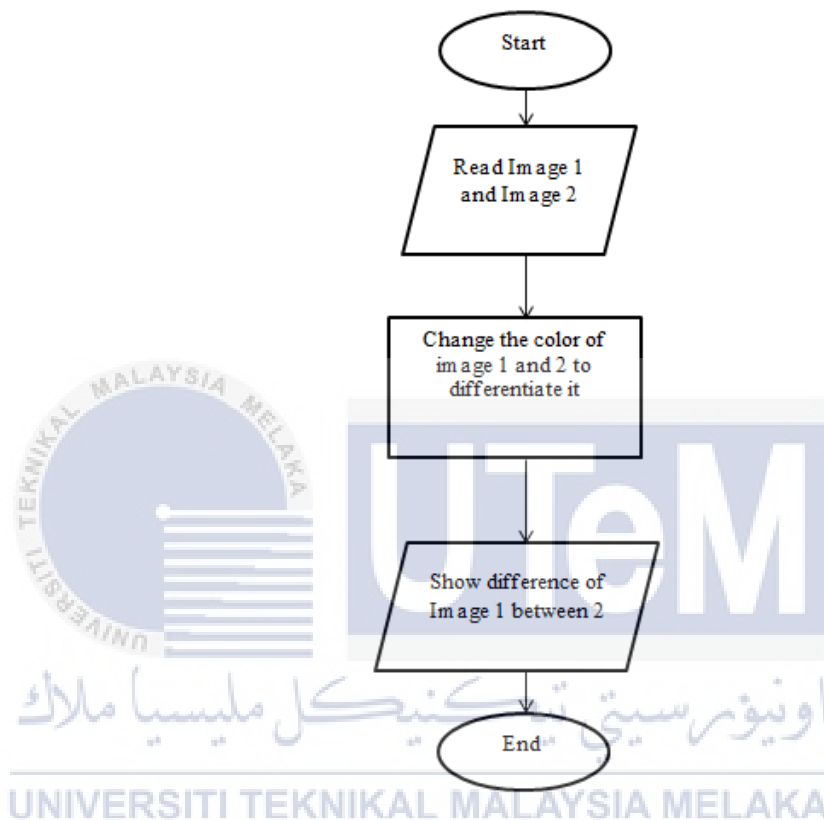 Start
Read Image 1
and Image 2
Change the color of
image 1 and 2 to
differentiate it
Show difference of
Image 1 between 2
End
UNIVERSITI TEKNIKAL MALAYSIA MELAKA
UTeM
اونيۏرسيتي تيكنيكل مليسيا ملاك
UNIVERSITI TEKNIKAL MALAYSIA MELAKA